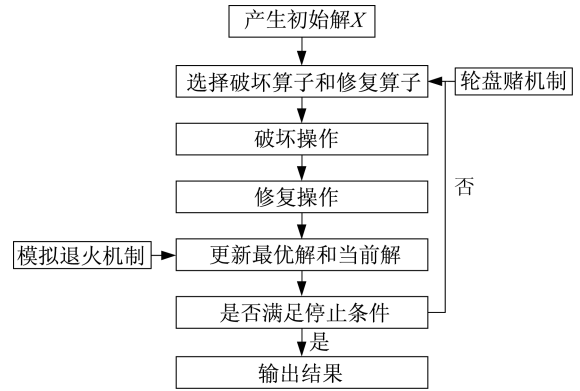 产生初始解X
选择破坏算子和修复算子
轮盘赌机制
破坏操作
修复操作
否
模拟退火机制
更新最优解和当前解
是否满足停止条件
是
输出结果